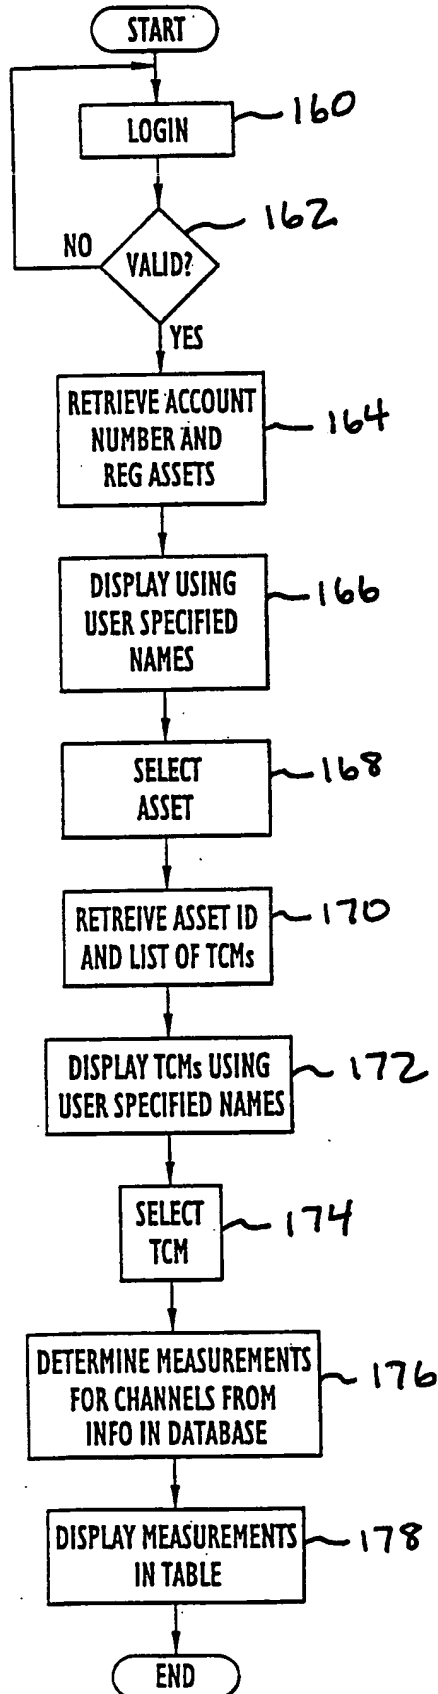 START
LOGIN
160
162
VALID?
NO
YES
RETRIEVE ACCOUNT
NUMBER AND
REG ASSETS
164
DISPLAY USING
USER SPECIFIED
NAMES
166
SELECT
ASSET
168
RETREIVE ASSET ID
AND LIST OF TCMs
170
DISPLAY TCMs USING
USER SPECIFIED NAMES
172
SELECT
TCM
174
DETERMINE MEASUREMENTS
FOR CHANNELS FROM
INFO IN DATABASE
176
DISPLAY MEASUREMENTS
IN TABLE
178
END